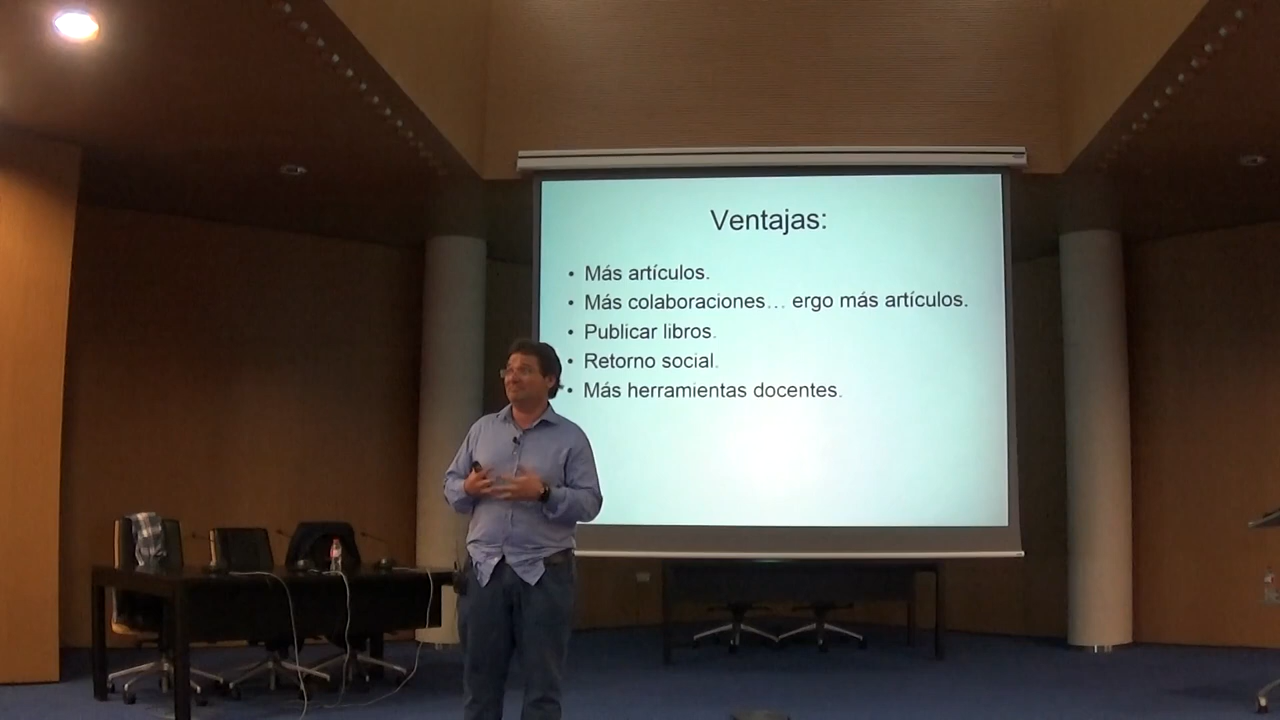 Ventajas:
• Más artículos.
• Más colaboraciones… ergo más artículos.
• Publicar libros.
• Retorno social.
• Más herramientas docentes.